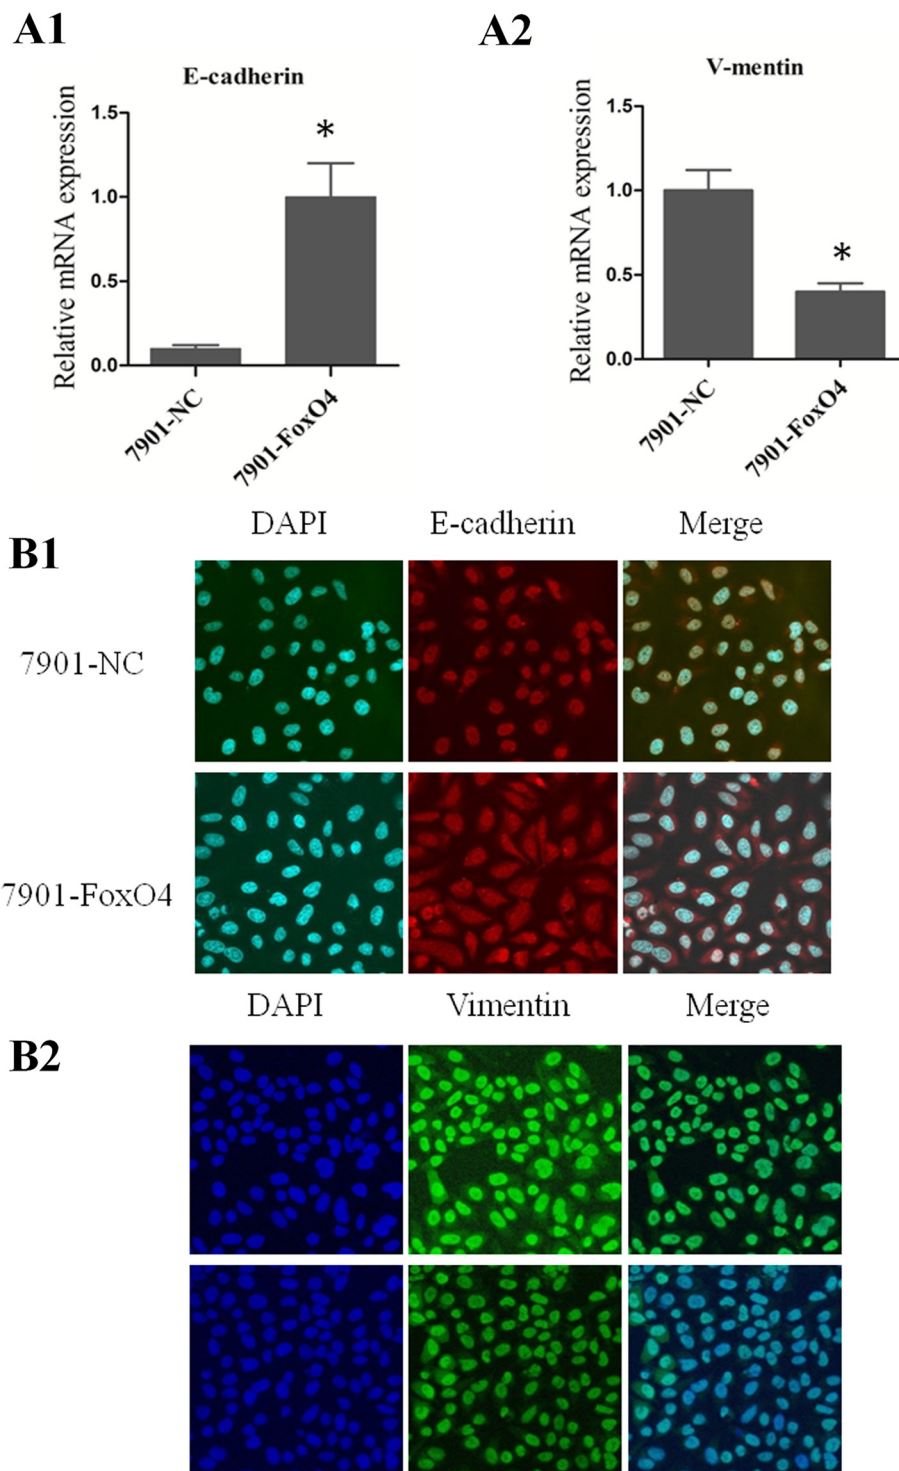 A1
A2
E-cadherin
V-mentin
Relative mRNA expression
1.5
1.0
0.5
0.0
*
7901-NC
7901-FoxO4
Relative mRNA expression
1.5
1.0
0.5
0.0
*
7901-NC
7901-FoxO4
B1
DAPI
E-cadherin
Merge
7901-NC
7901-FoxO4
B2
DAPI
Vimentin
Merge